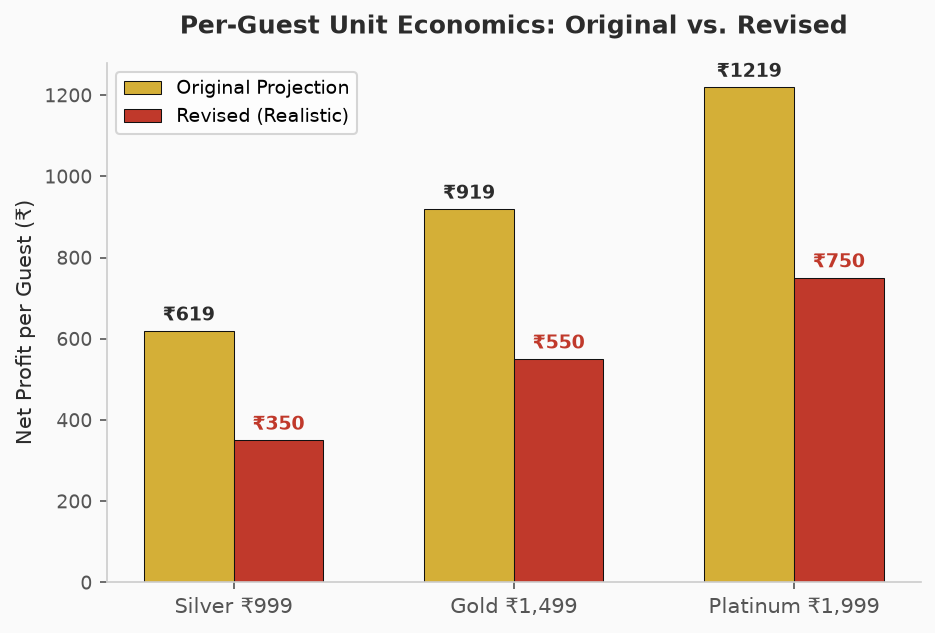 Per-Guest Unit Economics: Original vs. Revised
Original Projection
Revised (Realistic)
Net Profit per Guest (₹)
1200
1000
800
600
400
200
0
₹619
₹350
₹919
₹550
₹1219
₹750
Silver ₹999
Gold ₹1,499
Platinum ₹1,999